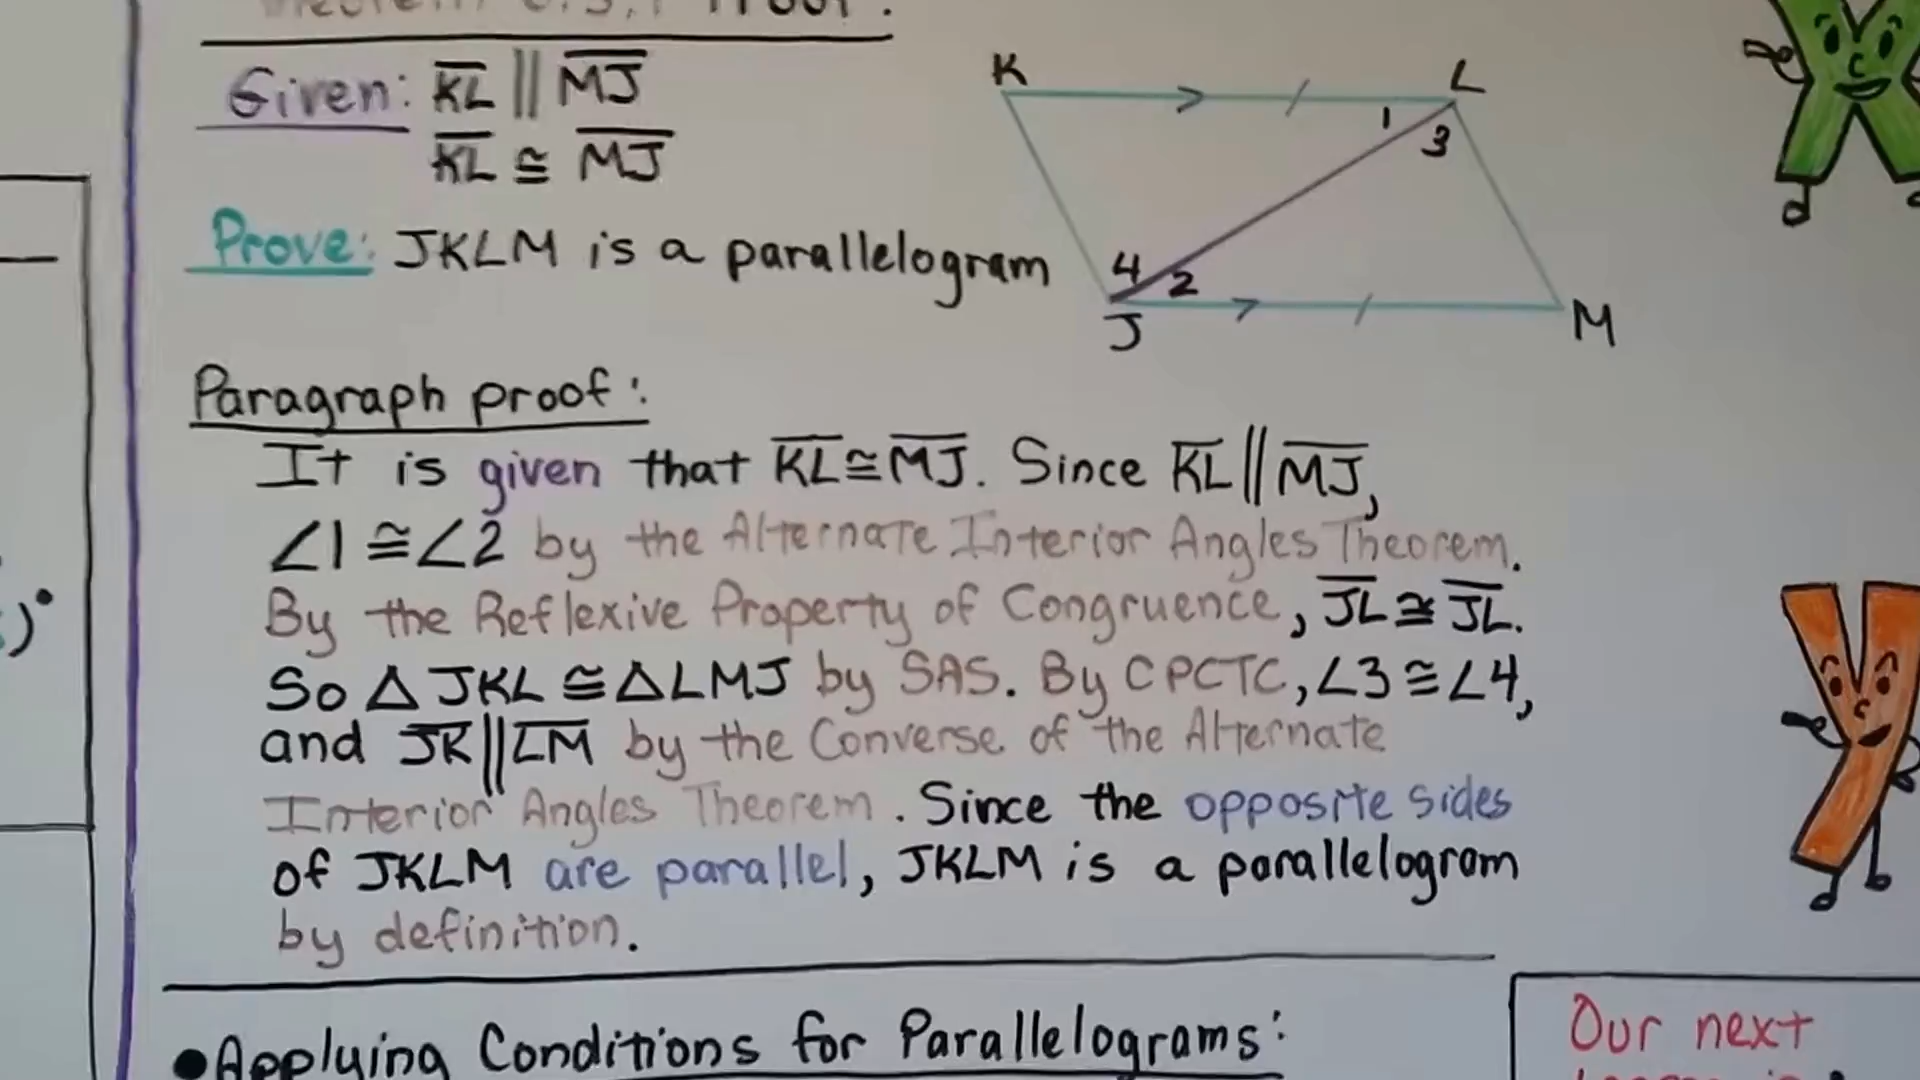 Proof:
Given: KL || MJ
KL ≅ MJ
Prove: JKLM is a parallelogram
K
L
1
3
4
2
J
M
Paragraph proof:
It is given that KL ≅ MJ. Since KL || MJ,
∠1 ≅ ∠2 by the Alternate Interior Angles Theorem.
By the Reflexive Property of Congruence, JL ≅ JL.
So △ JKL ≅ △LMJ by SAS. By CPCTC, ∠3 ≅ ∠4,
and JK || LM by the Converse of the Alternate
Interior Angles Theorem. Since the opposite sides
of JKLM are parallel, JKLM is a parallelogram
by definition.
• Applying Conditions for Parallelograms:
Our next